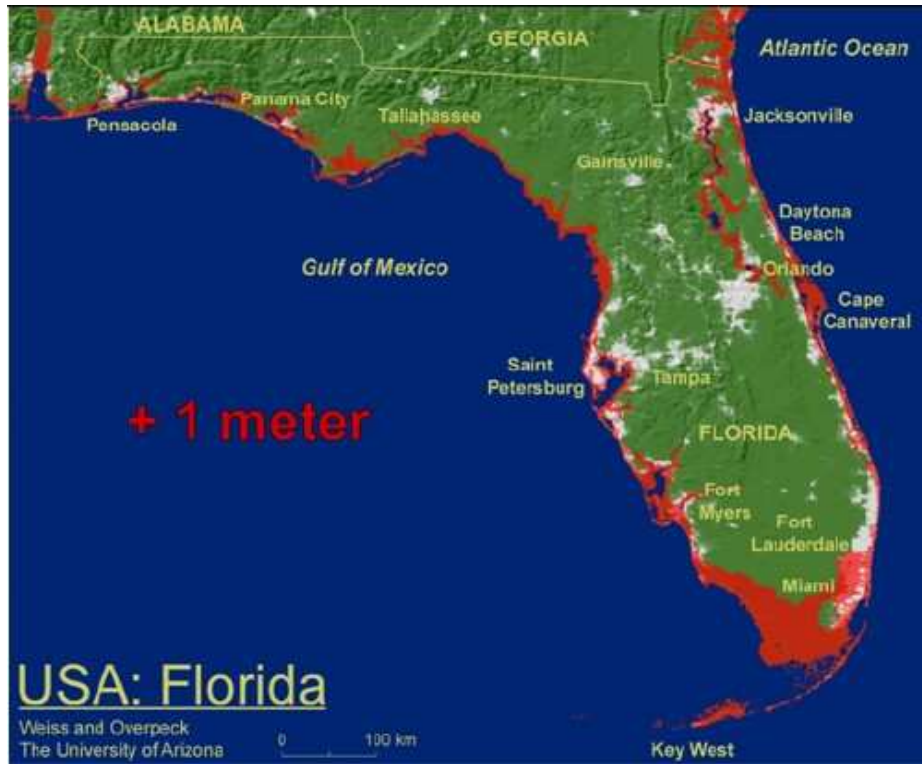 ALABAMA
GEORGIA
Atlantic Ocean
Pensacola
Panama City
Tallahassee
Jacksonville
Gainsville
Daytona
Beach
Gulf of Mexico
Orlando
Cape
Canaveral
Saint
Petersburg
Tampa
+ 1 meter
FLORIDA
Fort
Myers
Fort
Lauderdale
Miami
USA: Florida
Weiss and Overpeck
The University of Arizona
0 100 km
Key West